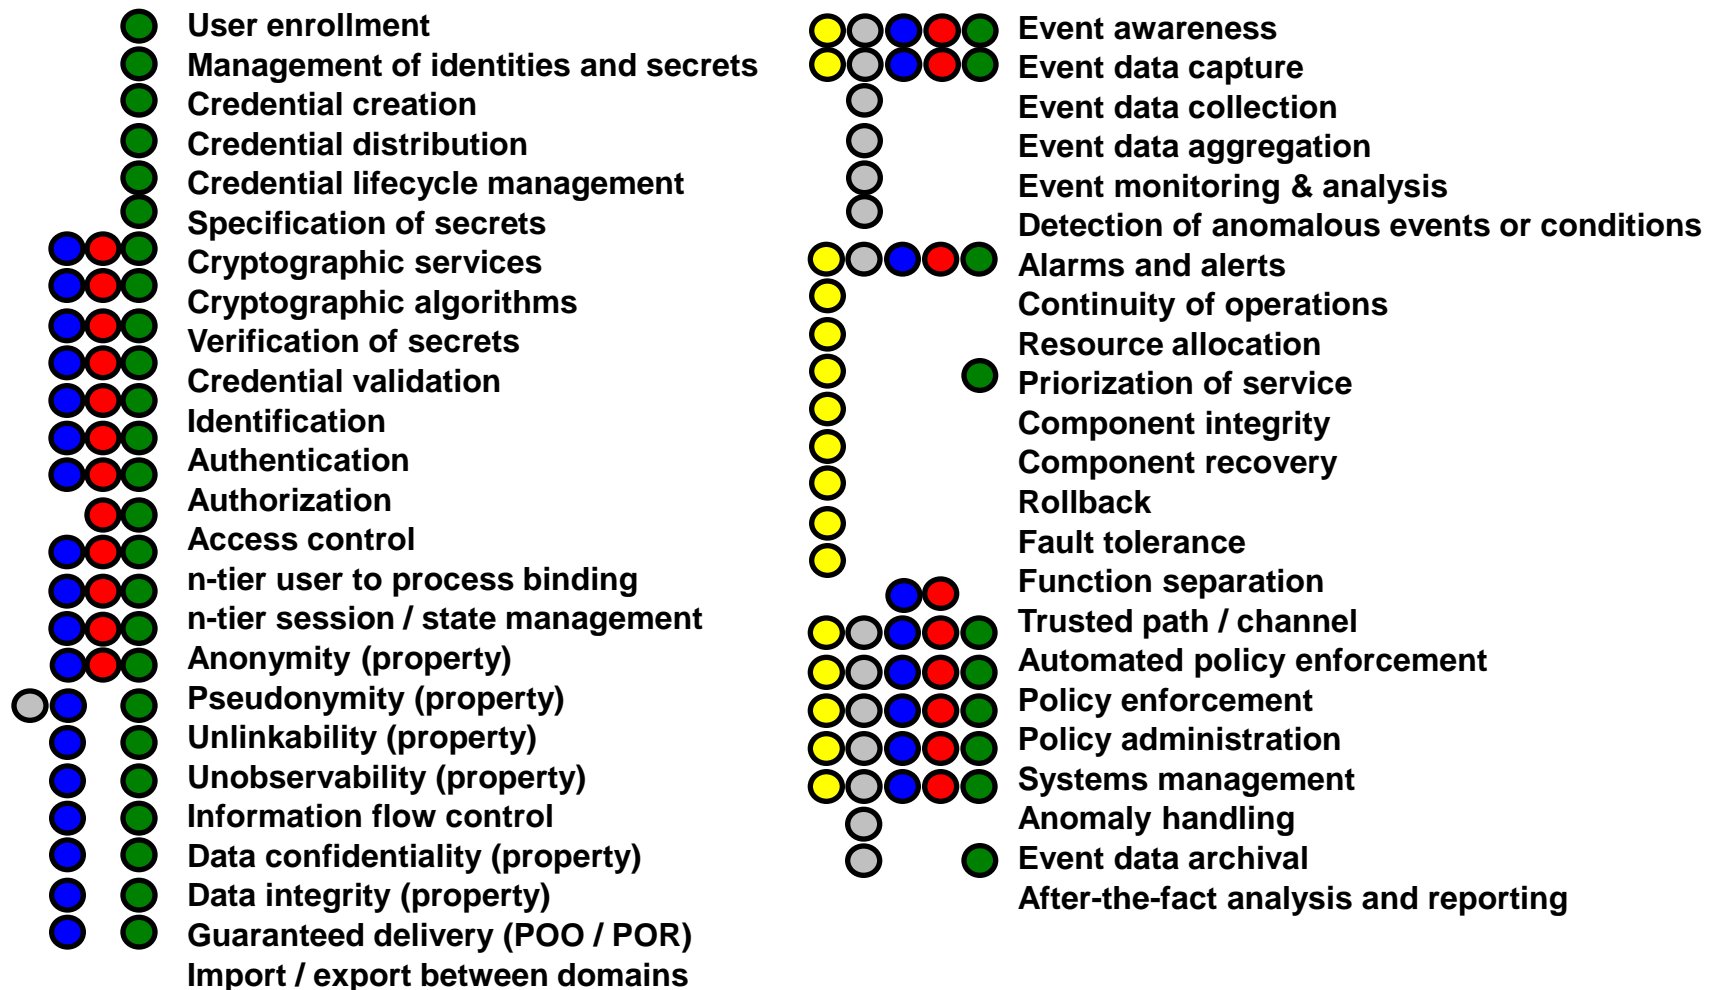 User enrollment
Management of identities and secrets
Credential creation
Credential distribution
Credential lifecycle management
Specification of secrets
Cryptographic services
Cryptographic algorithms
Verification of secrets
Credential validation
Identification
Authentication
Authorization
Access control
n-tier user to process binding
n-tier session / state management
Anonymity (property)
Pseudonymity (property)
Unlinkability (property)
Unobservability (property)
Information flow control
Data confidentiality (property)
Data integrity (property)
Guaranteed delivery (POO / POR)
Import / export between domains
Event awareness
Event data capture
Event data collection
Event data aggregation
Event monitoring & analysis
Detection of anomalous events or conditions
Alarms and alerts
Continuity of operations
Resource allocation
Priorization of service
Component integrity
Component recovery
Rollback
Fault tolerance
Function separation
Trusted path / channel
Automated policy enforcement
Policy enforcement
Policy administration
Systems management
Anomaly handling
Event data archival
After-the-fact analysis and reporting